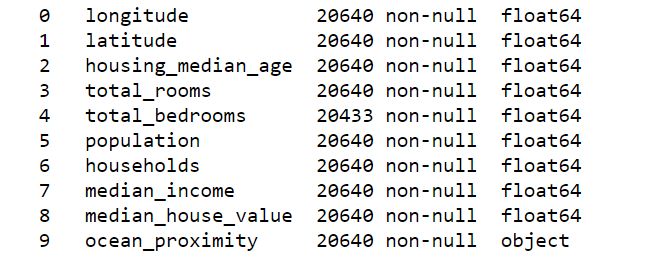 0 longitude 20640 non-null float64
1 latitude 20640 non-null float64
2 housing_median_age 20640 non-null float64
3 total_rooms 20640 non-null float64
4 total_bedrooms 20433 non-null float64
5 population 20640 non-null float64
6 households 20640 non-null float64
7 median_income 20640 non-null float64
8 median_house_value 20640 non-null float64
9 ocean_proximity 20640 non-null object